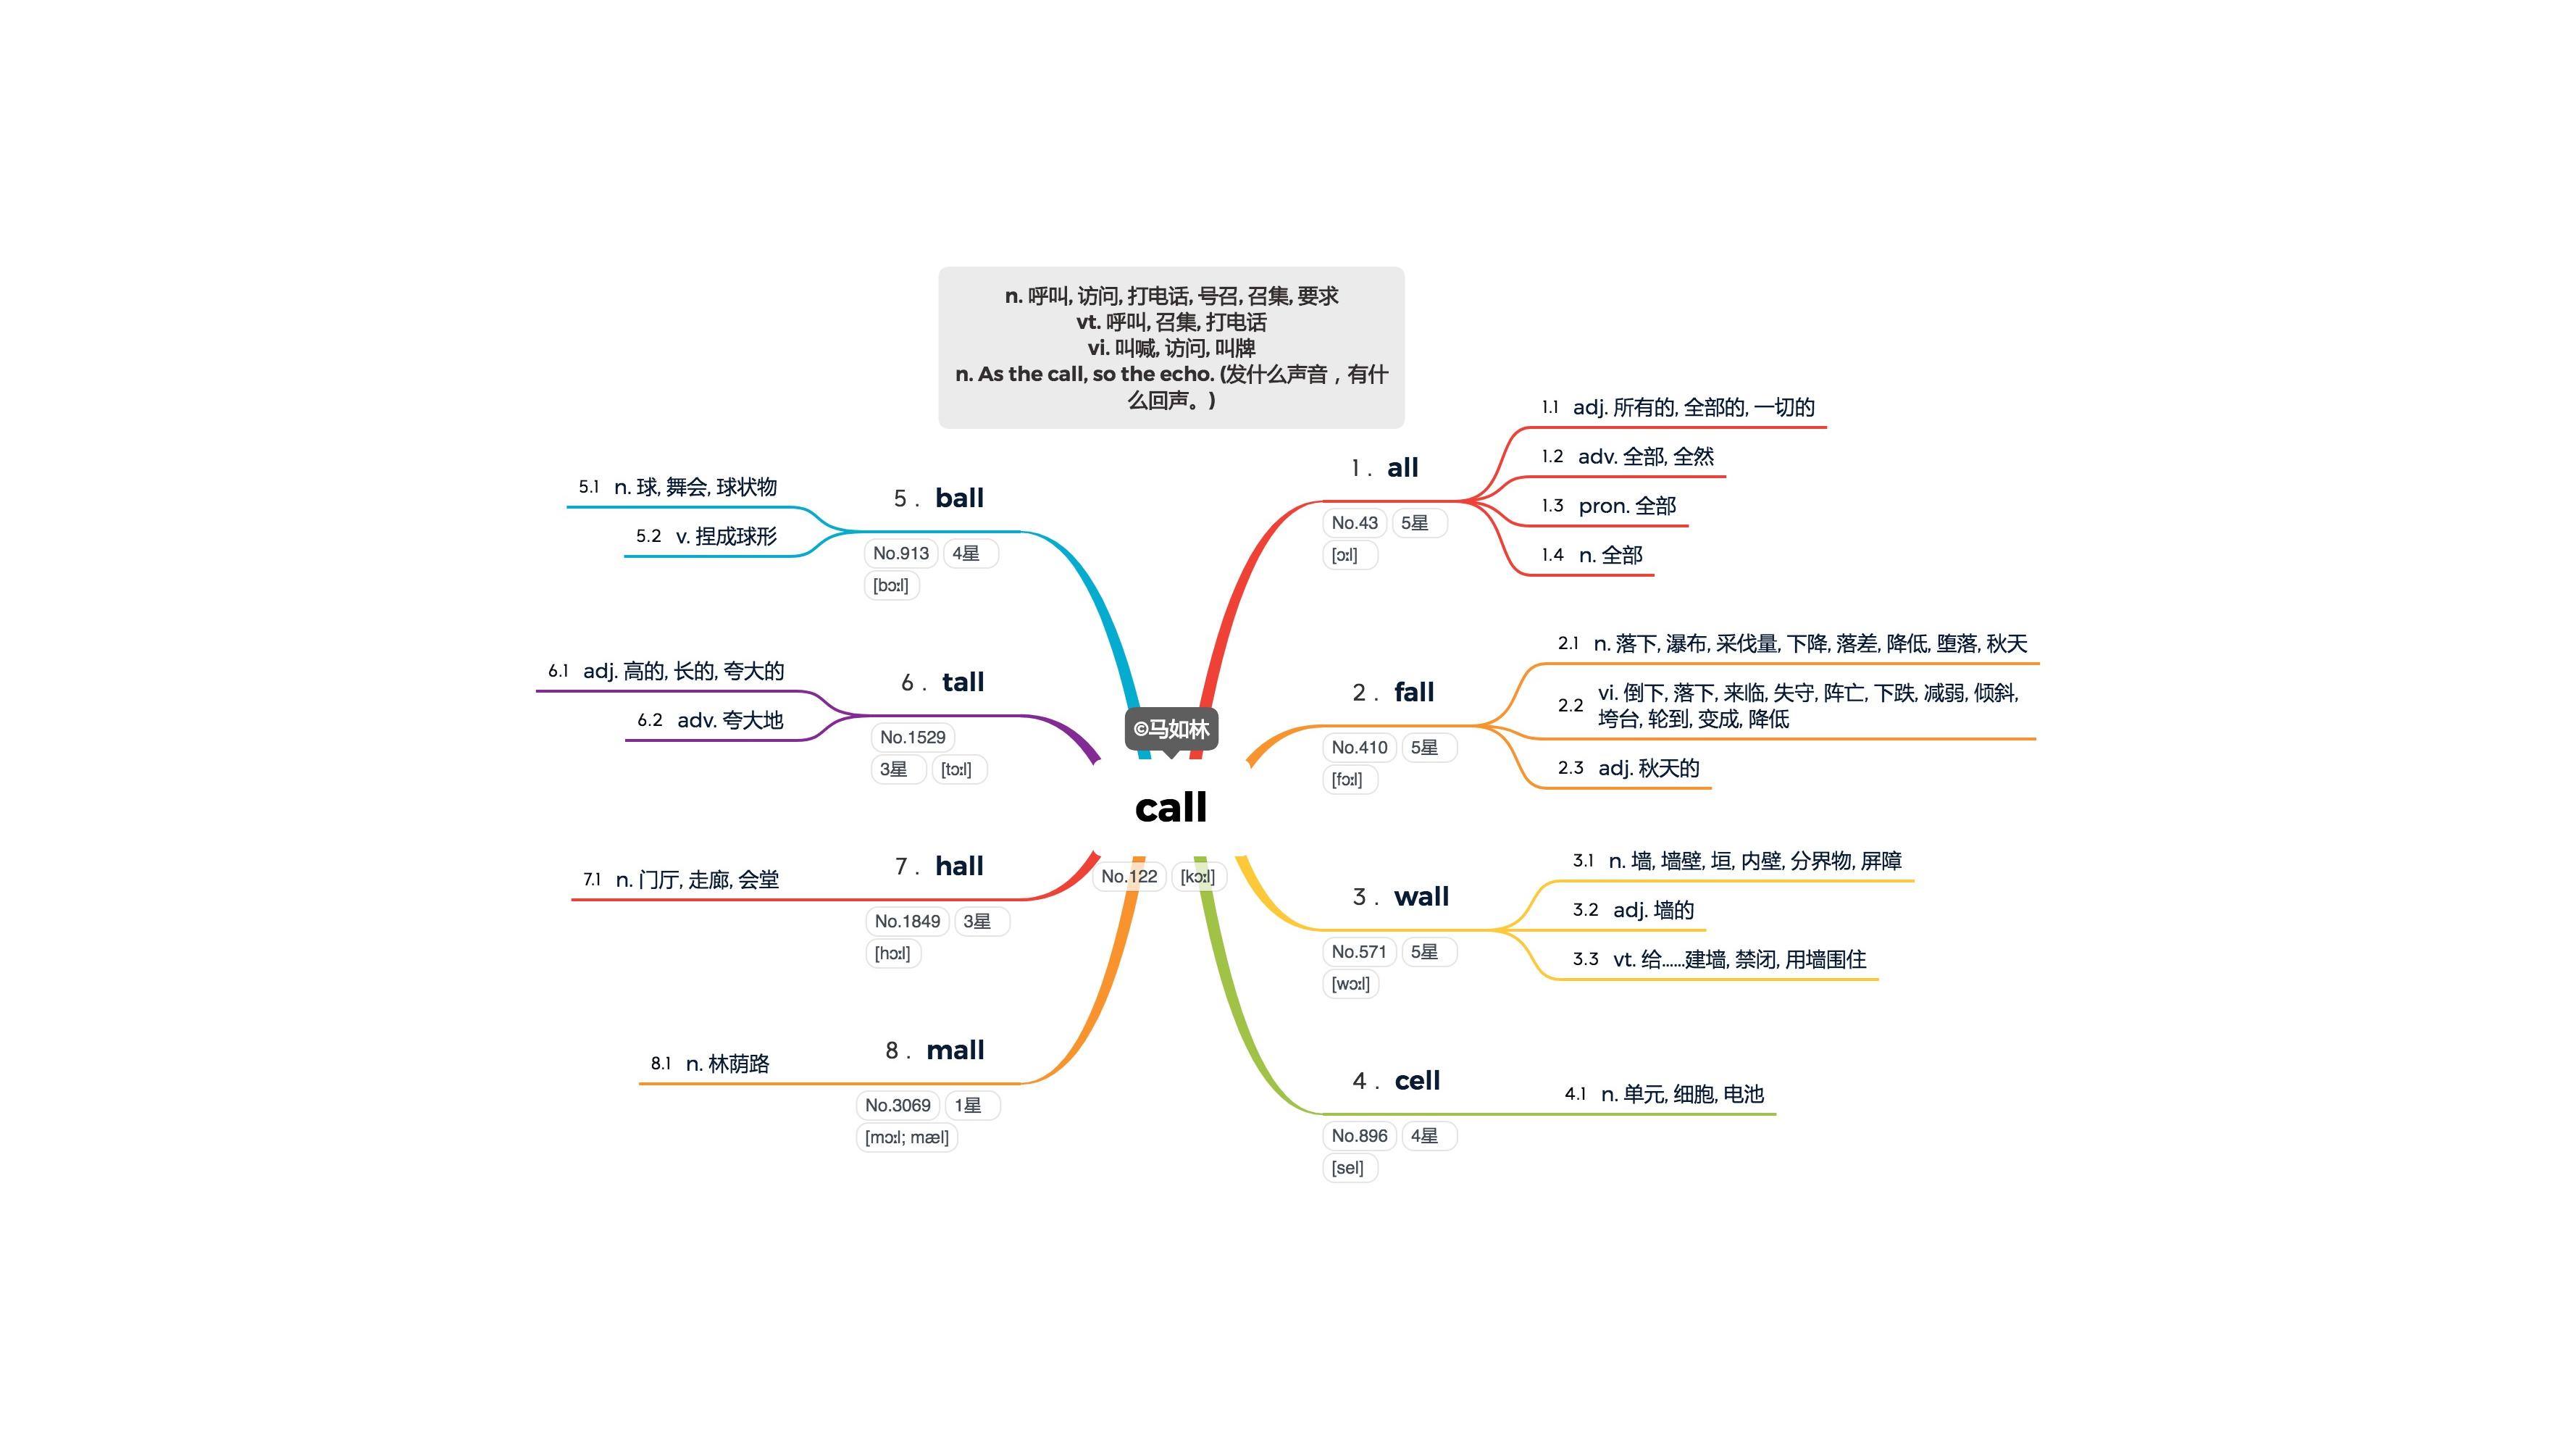 n. 呼叫, 访问, 打电话, 号召, 召集, 要求
vt. 呼叫, 召集, 打电话
vi. 叫喊, 访问, 叫牌
n. As the call, so the echo. (发什么声音，有什
么回声。)
©马如林
call
No.122 [kɔːl]
1. all
No.43 5星
[ɔːl]
1.1 adj. 所有的, 全部的, 一切的
1.2 adv. 全部, 全然
1.3 pron. 全部
1.4 n. 全部
2. fall
No.410 5星
[fɔːl]
2.1 n. 落下, 瀑布, 采伐量, 下降, 落差, 降低, 堕落, 秋天
2.2 vi. 倒下, 落下, 来临, 失守, 阵亡, 下跌, 减弱, 倾斜,
垮台, 轮到, 变成, 降低
2.3 adj. 秋天的
3. wall
No.571 5星
[wɔːl]
3.1 n. 墙, 墙壁, 垣, 内壁, 分界物, 屏障
3.2 adj. 墙的
3.3 vt. 给......建墙, 禁闭, 用墙围住
4. cell
No.896 4星
[sel]
4.1 n. 单元, 细胞, 电池
5. ball
No.913 4星
[bɔːl]
5.1 n. 球, 舞会, 球状物
5.2 v. 捏成球形
6. tall
No.1529
3星 [tɔːl]
6.1 adj. 高的, 长的, 夸大的
6.2 adv. 夸大地
7. hall
No.1849 3星
[hɔːl]
7.1 n. 门厅, 走廊, 会堂
8. mall
No.3069 1星
[mɔːl; mæl]
8.1 n. 林荫路